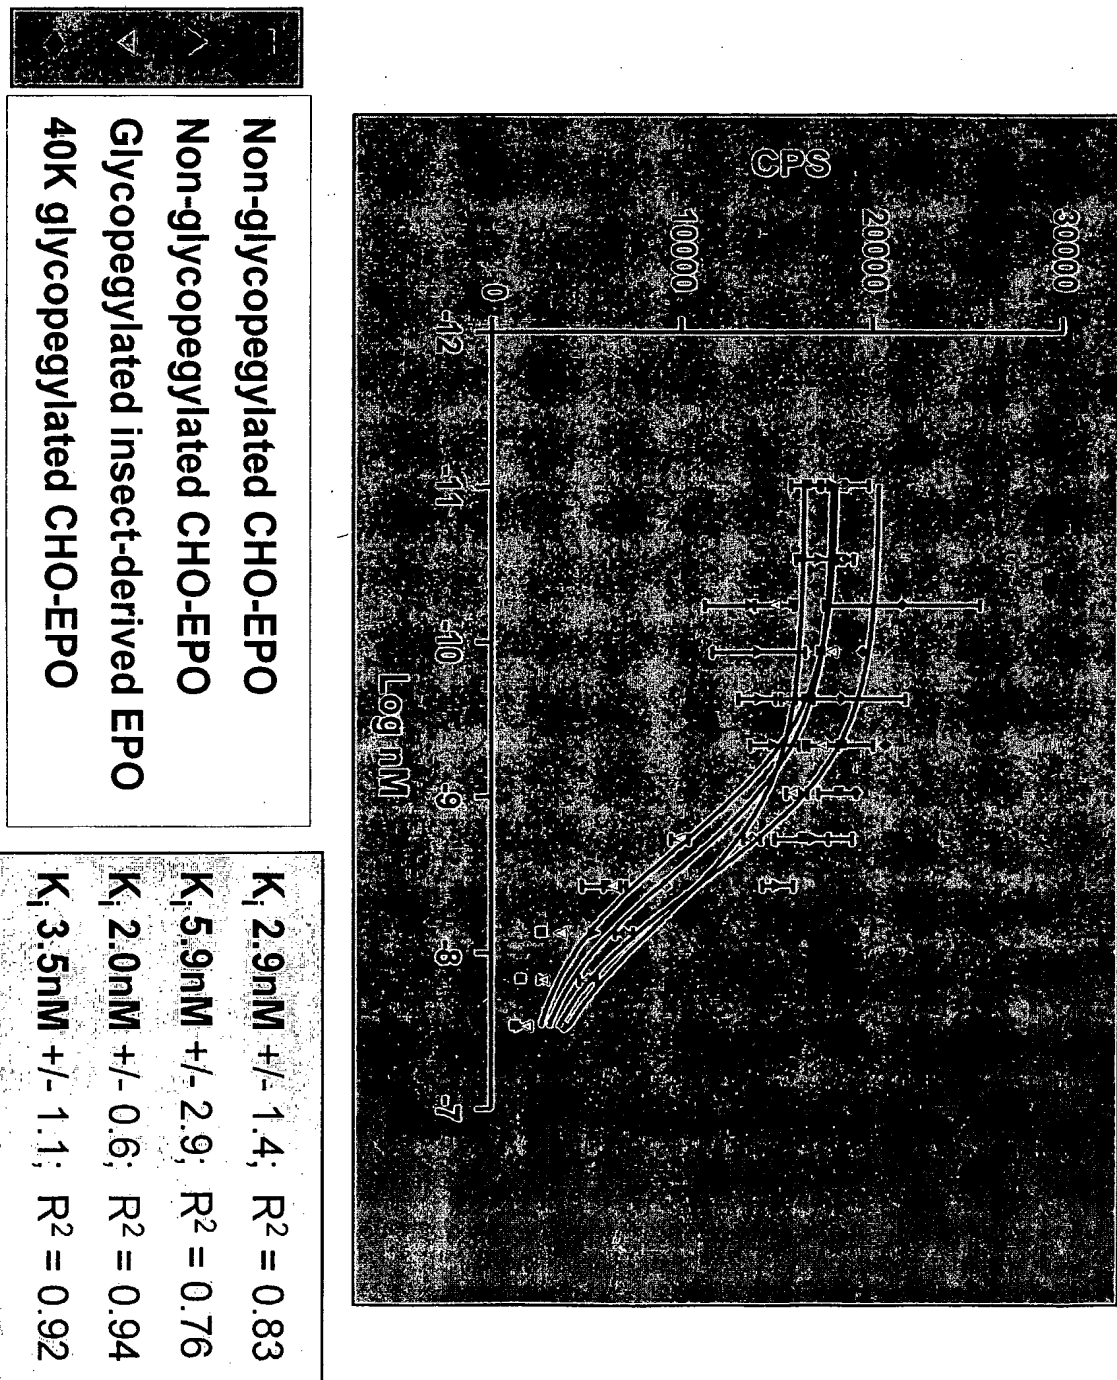 CPS
30000
20000
10000
0
-12
-11
-10
-9
-8
-7
Log nM
Non-glycopegylated CHO-EPO
Non-glycopegylated CHO-EPO
Glycopegylated insect-derived EPO
40K glycopegylated CHO-EPO
Ki 2.9nM +/- 1.4; R² = 0.83
Ki 5.9nM +/- 2.9; R² = 0.76
Ki 2.0nM +/- 0.6; R² = 0.94
Ki 3.5nM +/- 1.1; R² = 0.92